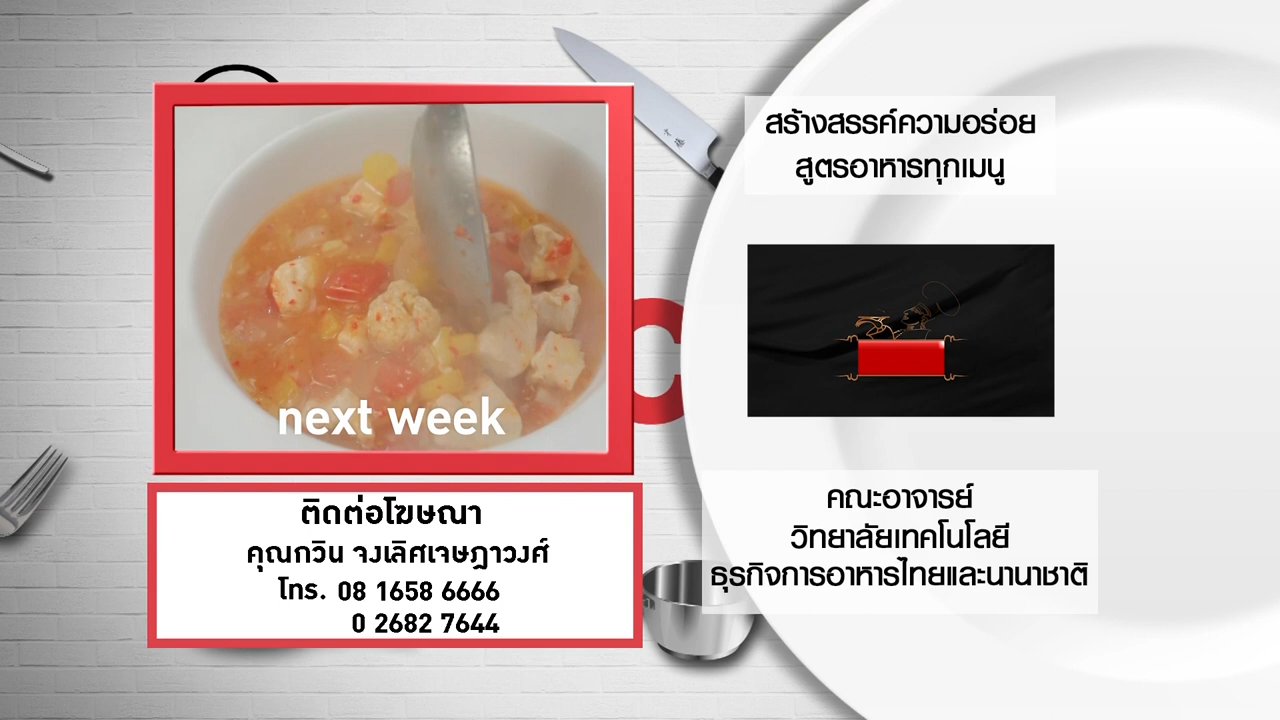 next week
ติดต่อโฆษณา
คุณกวิน จงเลิศเจษฎาวงศ์
โทร. 08 1658 6666
0 2682 7644
สร้างสรรค์ความอร่อย
สูตรอาหารทุกเมนู
คณะอาจารย์
วิทยาลัยเทคโนโลยี
ธุรกิจการอาหารไทยและนานาชาติ